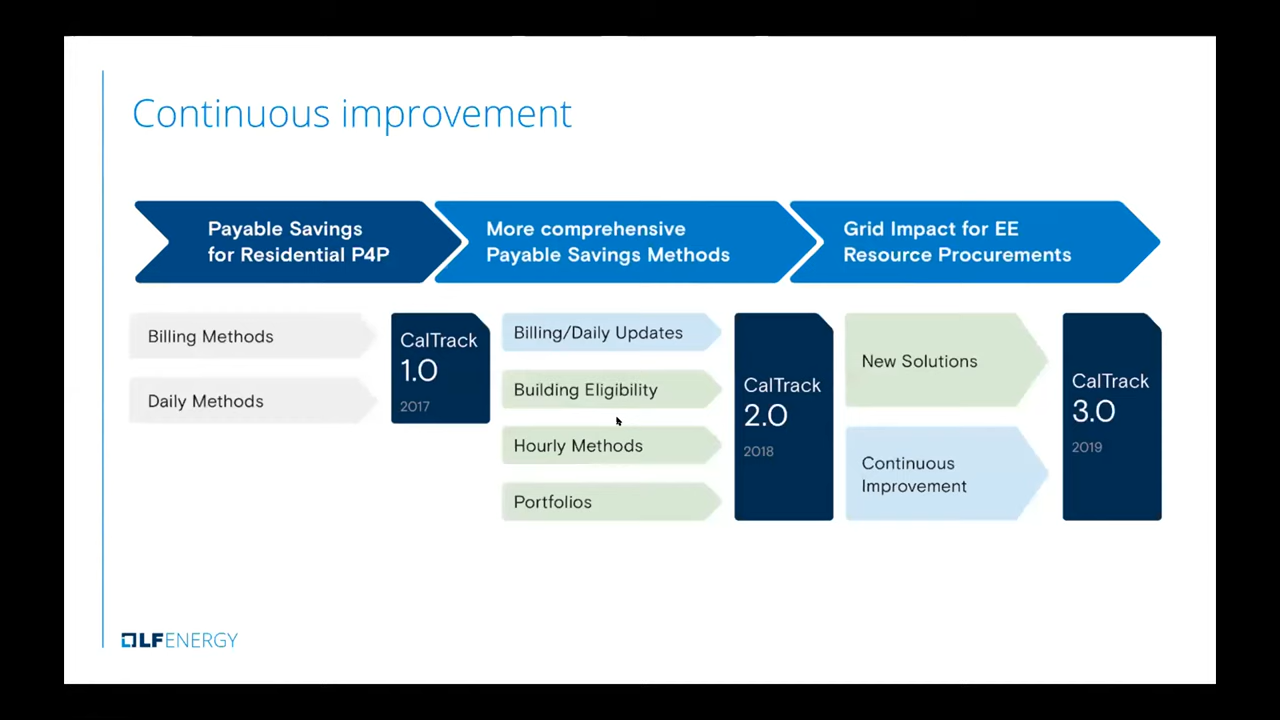 Continuous improvement
Payable Savings
for Residential P4P
More comprehensive
Payable Savings Methods
Grid Impact for EE
Resource Procurements
Billing Methods
Daily Methods
CalTrack
1.0
2017
Billing/Daily Updates
Building Eligibility
Hourly Methods
Portfolios
CalTrack
2.0
2018
New Solutions
Continuous
Improvement
CalTrack
3.0
2019
LFENERGY